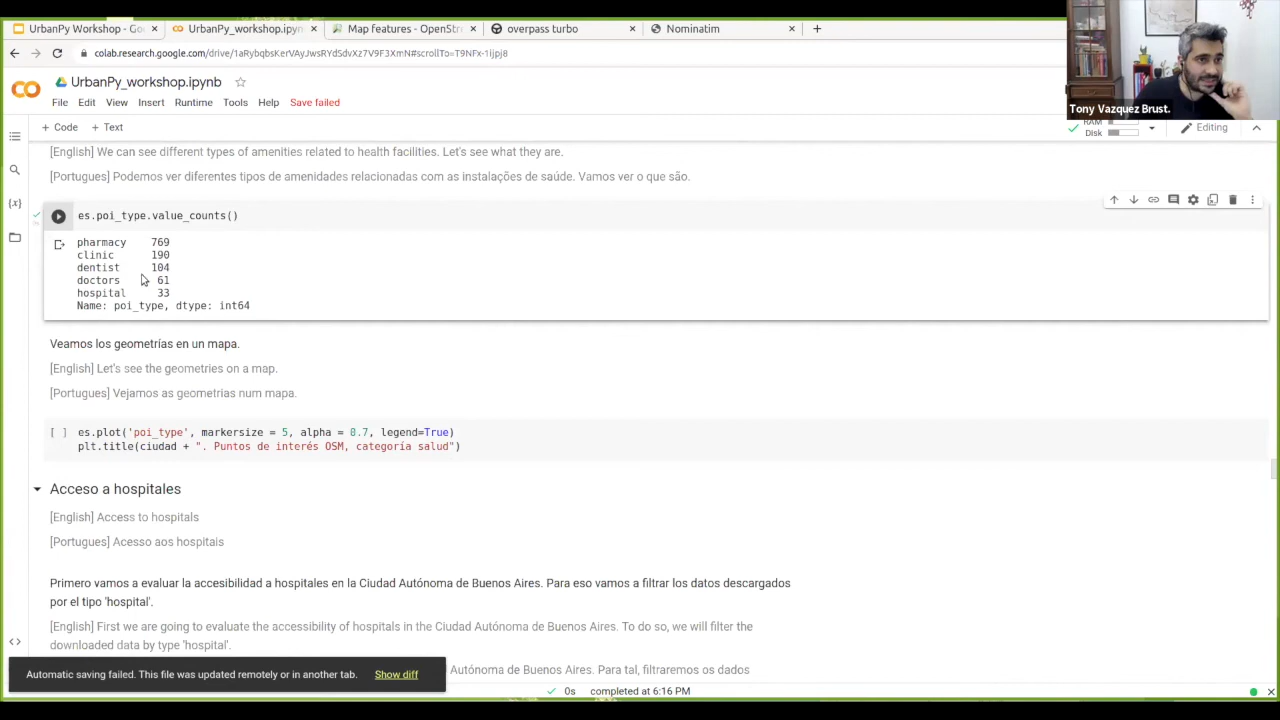 UrbanPy Workshop - Go
UrbanPy_workshop.ipyn
Map features - OpenStre
overpass turbo
Nominatim
colab.research.google.com/drive/1aRybqbsKerVAyJwsRYdSdvXz7V9F3XmN#scrollTo=T9NFx-1ijpj8
UrbanPy_workshop.ipynb
File Edit View Insert Runtime Tools Help Save failed
Tony Vazquez Brust.
+ Code + Text
RAM
Disk
Editing
[English] We can see different types of amenities related to health facilities. Let's see what they are.
[Portugues] Podemos ver diferentes tipos de amenidades relacionadas com as instalações de saúde. Vamos ver o que são.
es.poi_type.value_counts()
pharmacy 769
clinic 190
dentist 104
doctors 61
hospital 33
Name: poi_type, dtype: int64
Veamos los geometrías en un mapa.
[English] Let's see the geometries on a map.
[Portugues] Vejamos as geometrias num mapa.
[ ] es.plot('poi_type', markersize = 5, alpha = 0.7, legend=True)
plt.title(ciudad + ". Puntos de interés OSM, categoría salud")
Acceso a hospitales
[English] Access to hospitals
[Portugues] Acesso aos hospitais
Primero vamos a evaluar la accesibilidad a hospitales en la Ciudad Autónoma de Buenos Aires. Para eso vamos a filtrar los datos descargados
por el tipo 'hospital'.
[English] First we are going to evaluate the accessibility of hospitals in the Ciudad Autónoma de Buenos Aires. To do so, we will filter the
downloaded data by type 'hospital'.
Autónoma de Buenos Aires. Para tal, filtraremos os dados
Automatic saving failed. This file was updated remotely or in another tab. Show diff
0s completed at 6:16 PM